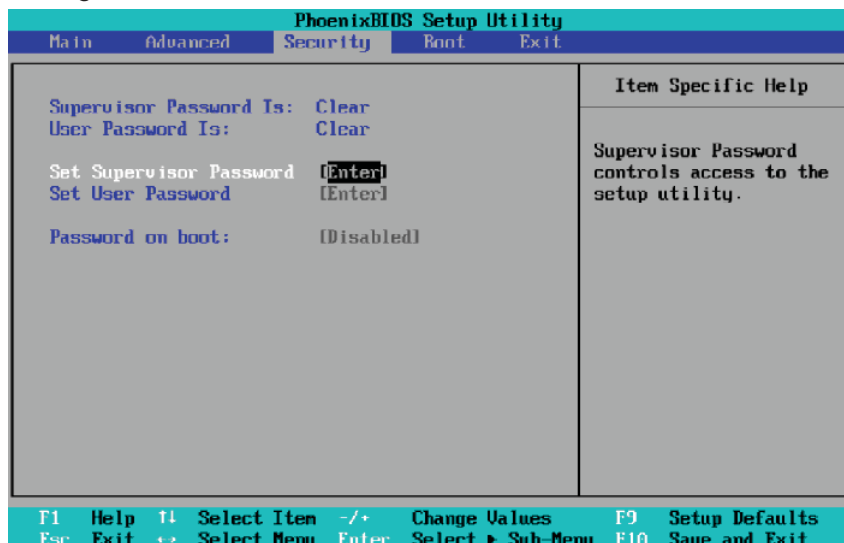 PhoenixBIOS Setup Utility
Main Advanced Security Boot Exit
Item Specific Help
Supervisor Password Is: Clear
User Password Is: Clear
Supervisor Password
Set Supervisor Password [Enter]
controls access to the
Set User Password [Enter]
setup utility.
Password on boot: [Disabled]
F1 Help ↑↓ Select Item -/+ Change Values F9 Setup Defaults
Esc Exit ↔ Select Menu Enter Select ▶ Sub-Menu F10 Save and Exit